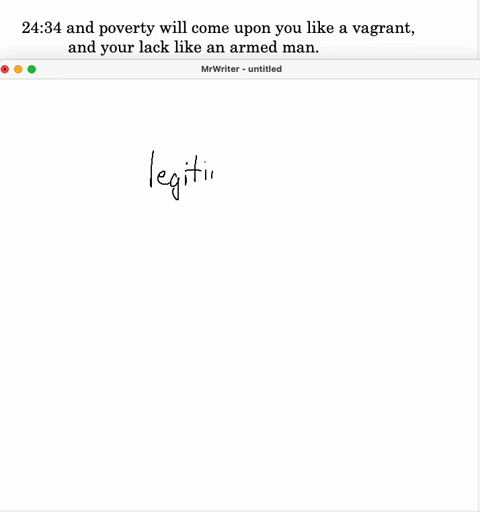 24:34 and poverty will come upon you like a vagrant,
and your lack like an armed man.
MrWriter - untitled
legitii